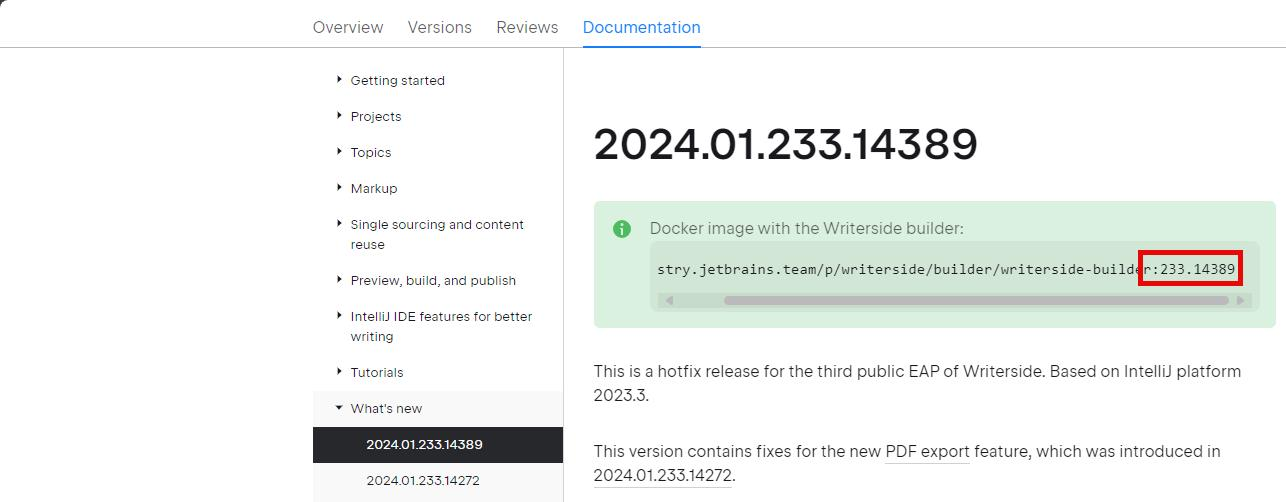 Overview Versions Reviews Documentation
Getting started
Projects
Topics
Markup
Single sourcing and content
reuse
Preview, build, and publish
IntelliJ IDE features for better
writing
Tutorials
What's new
2024.01.233.14389
2024.01.233.14272
2024.01.233.14389
Docker image with the Writerside builder:
stry.jetbrains.team/p/writerside/builder/writerside-builder:233.14389
This is a hotfix release for the third public EAP of Writerside. Based on IntelliJ platform
2023.3.
This version contains fixes for the new PDF export feature, which was introduced in
2024.01.233.14272.